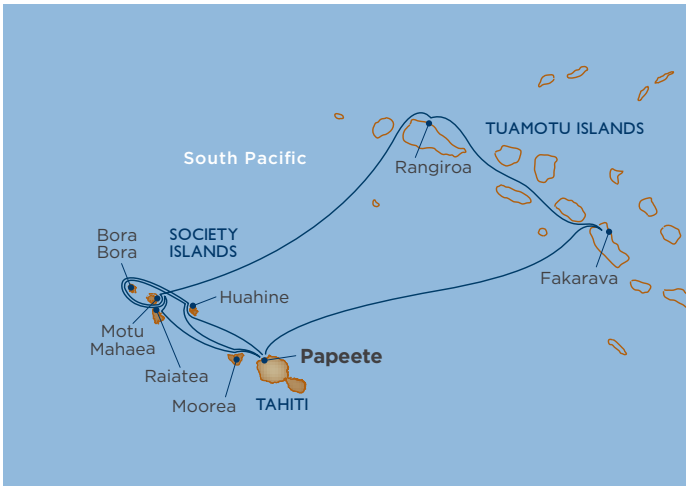 TUAMOTU ISLANDS
South Pacific
Rangiroa
Bora
Bora
SOCIETY
ISLANDS
Fakarava
Huahine
Motu
Mahaea
Papeete
Raiatea
Moorea
TAHITI